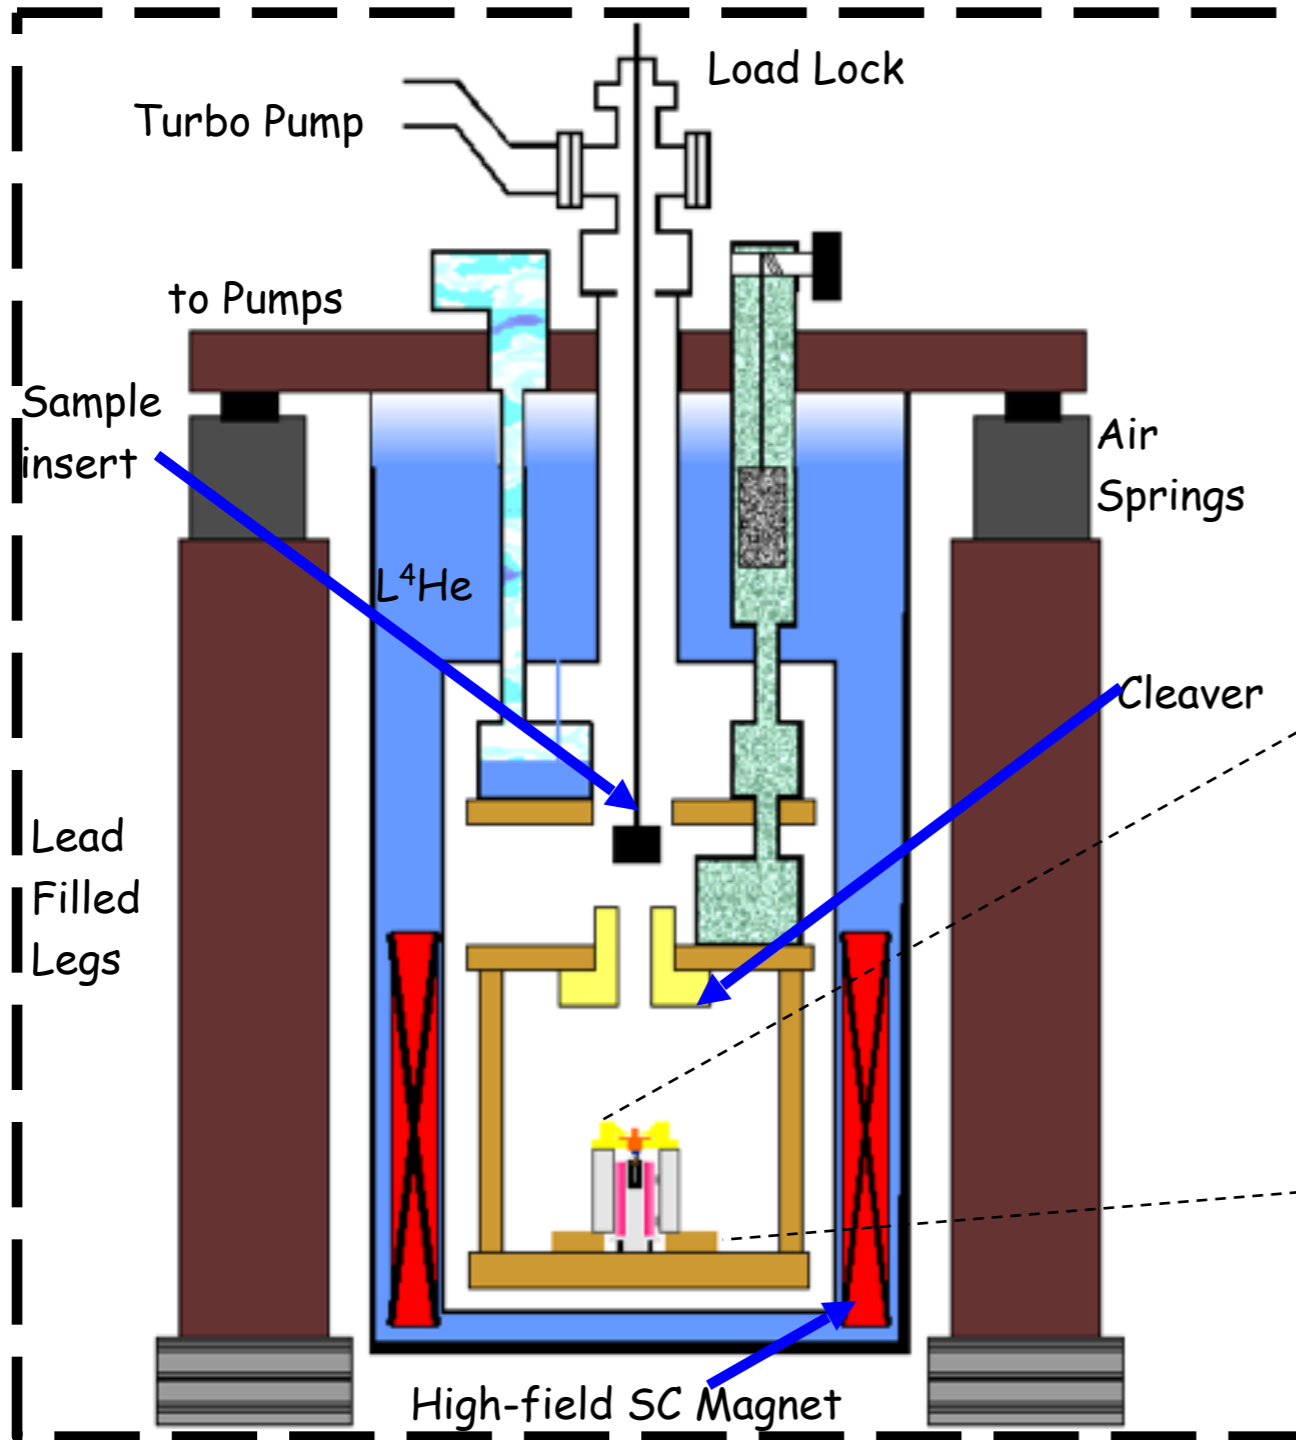 Load Lock
Turbo Pump
to Pumps
Sample
insert
Air
Springs
L⁴He
Cleaver
Lead
Filled
Legs
High-field SC Magnet